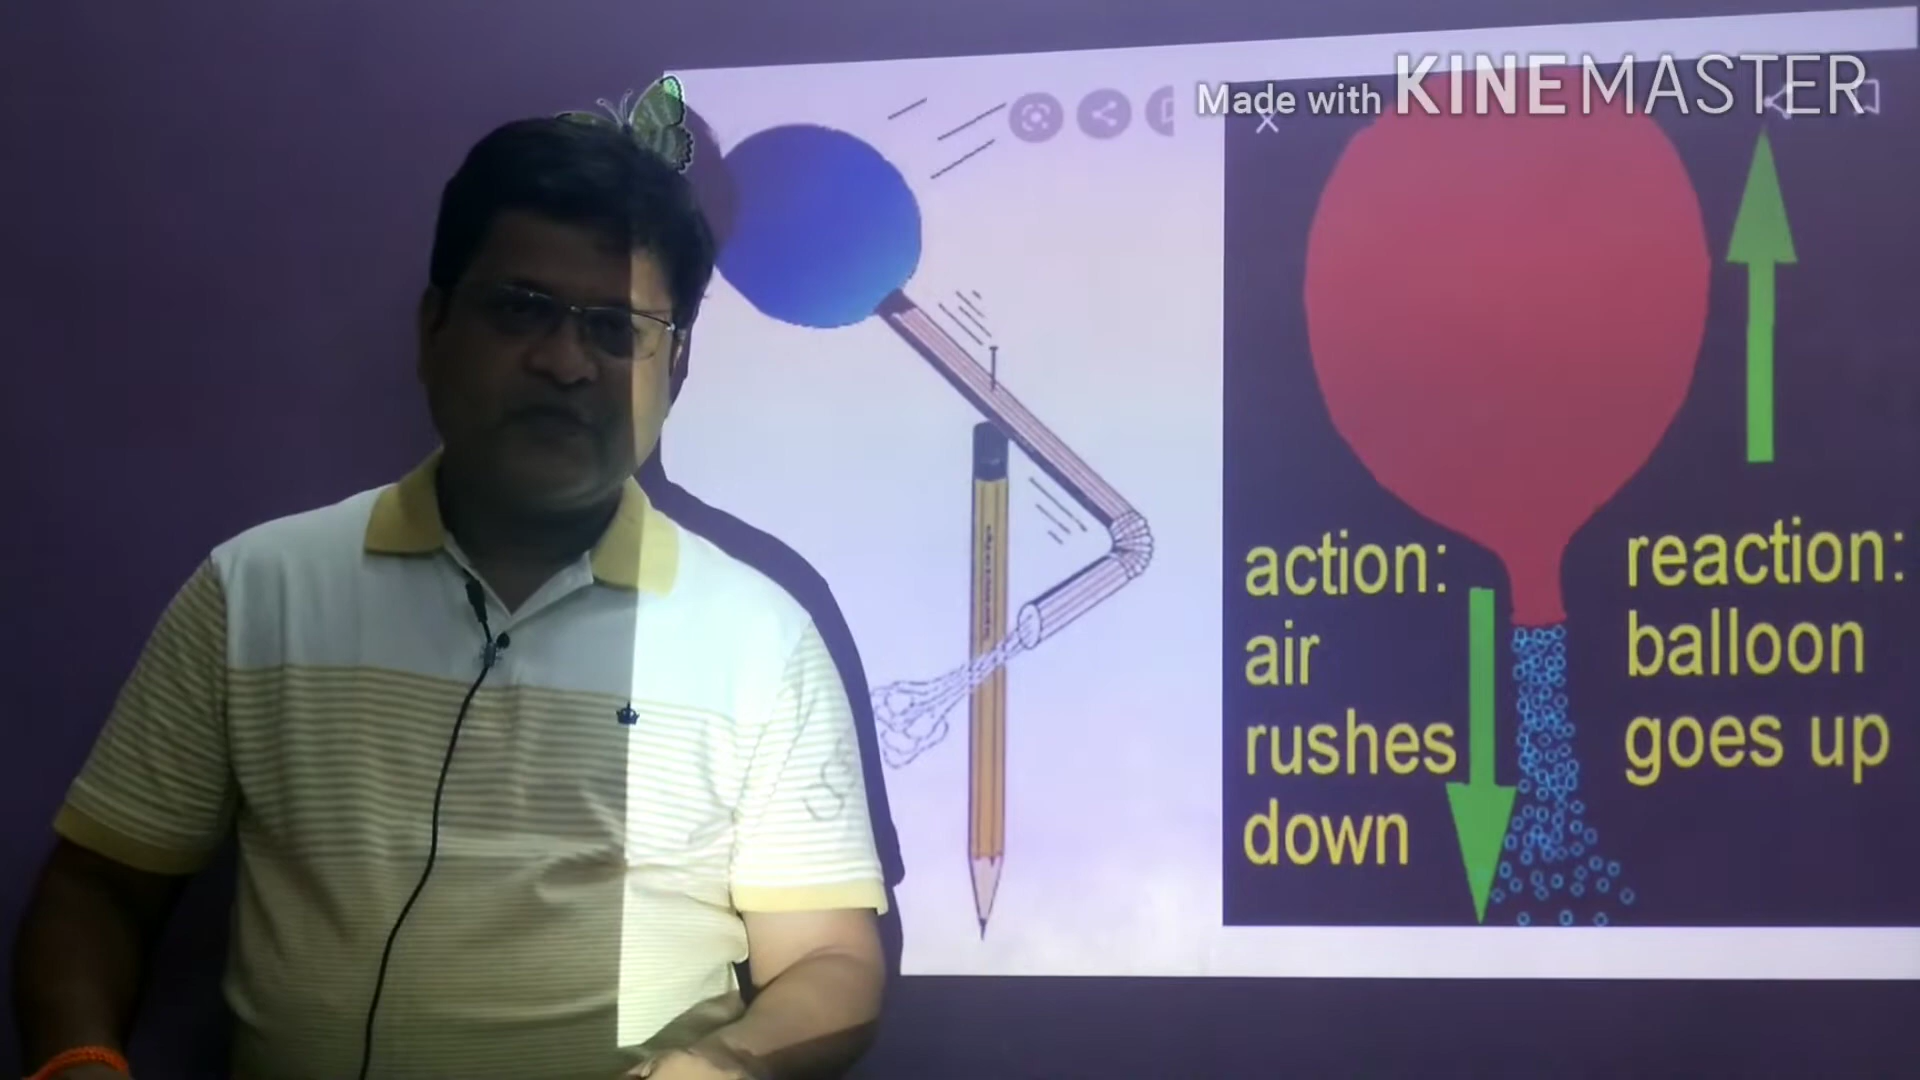 Made with KINEMASTER
action:
air
rushes
down
reaction:
balloon
goes up